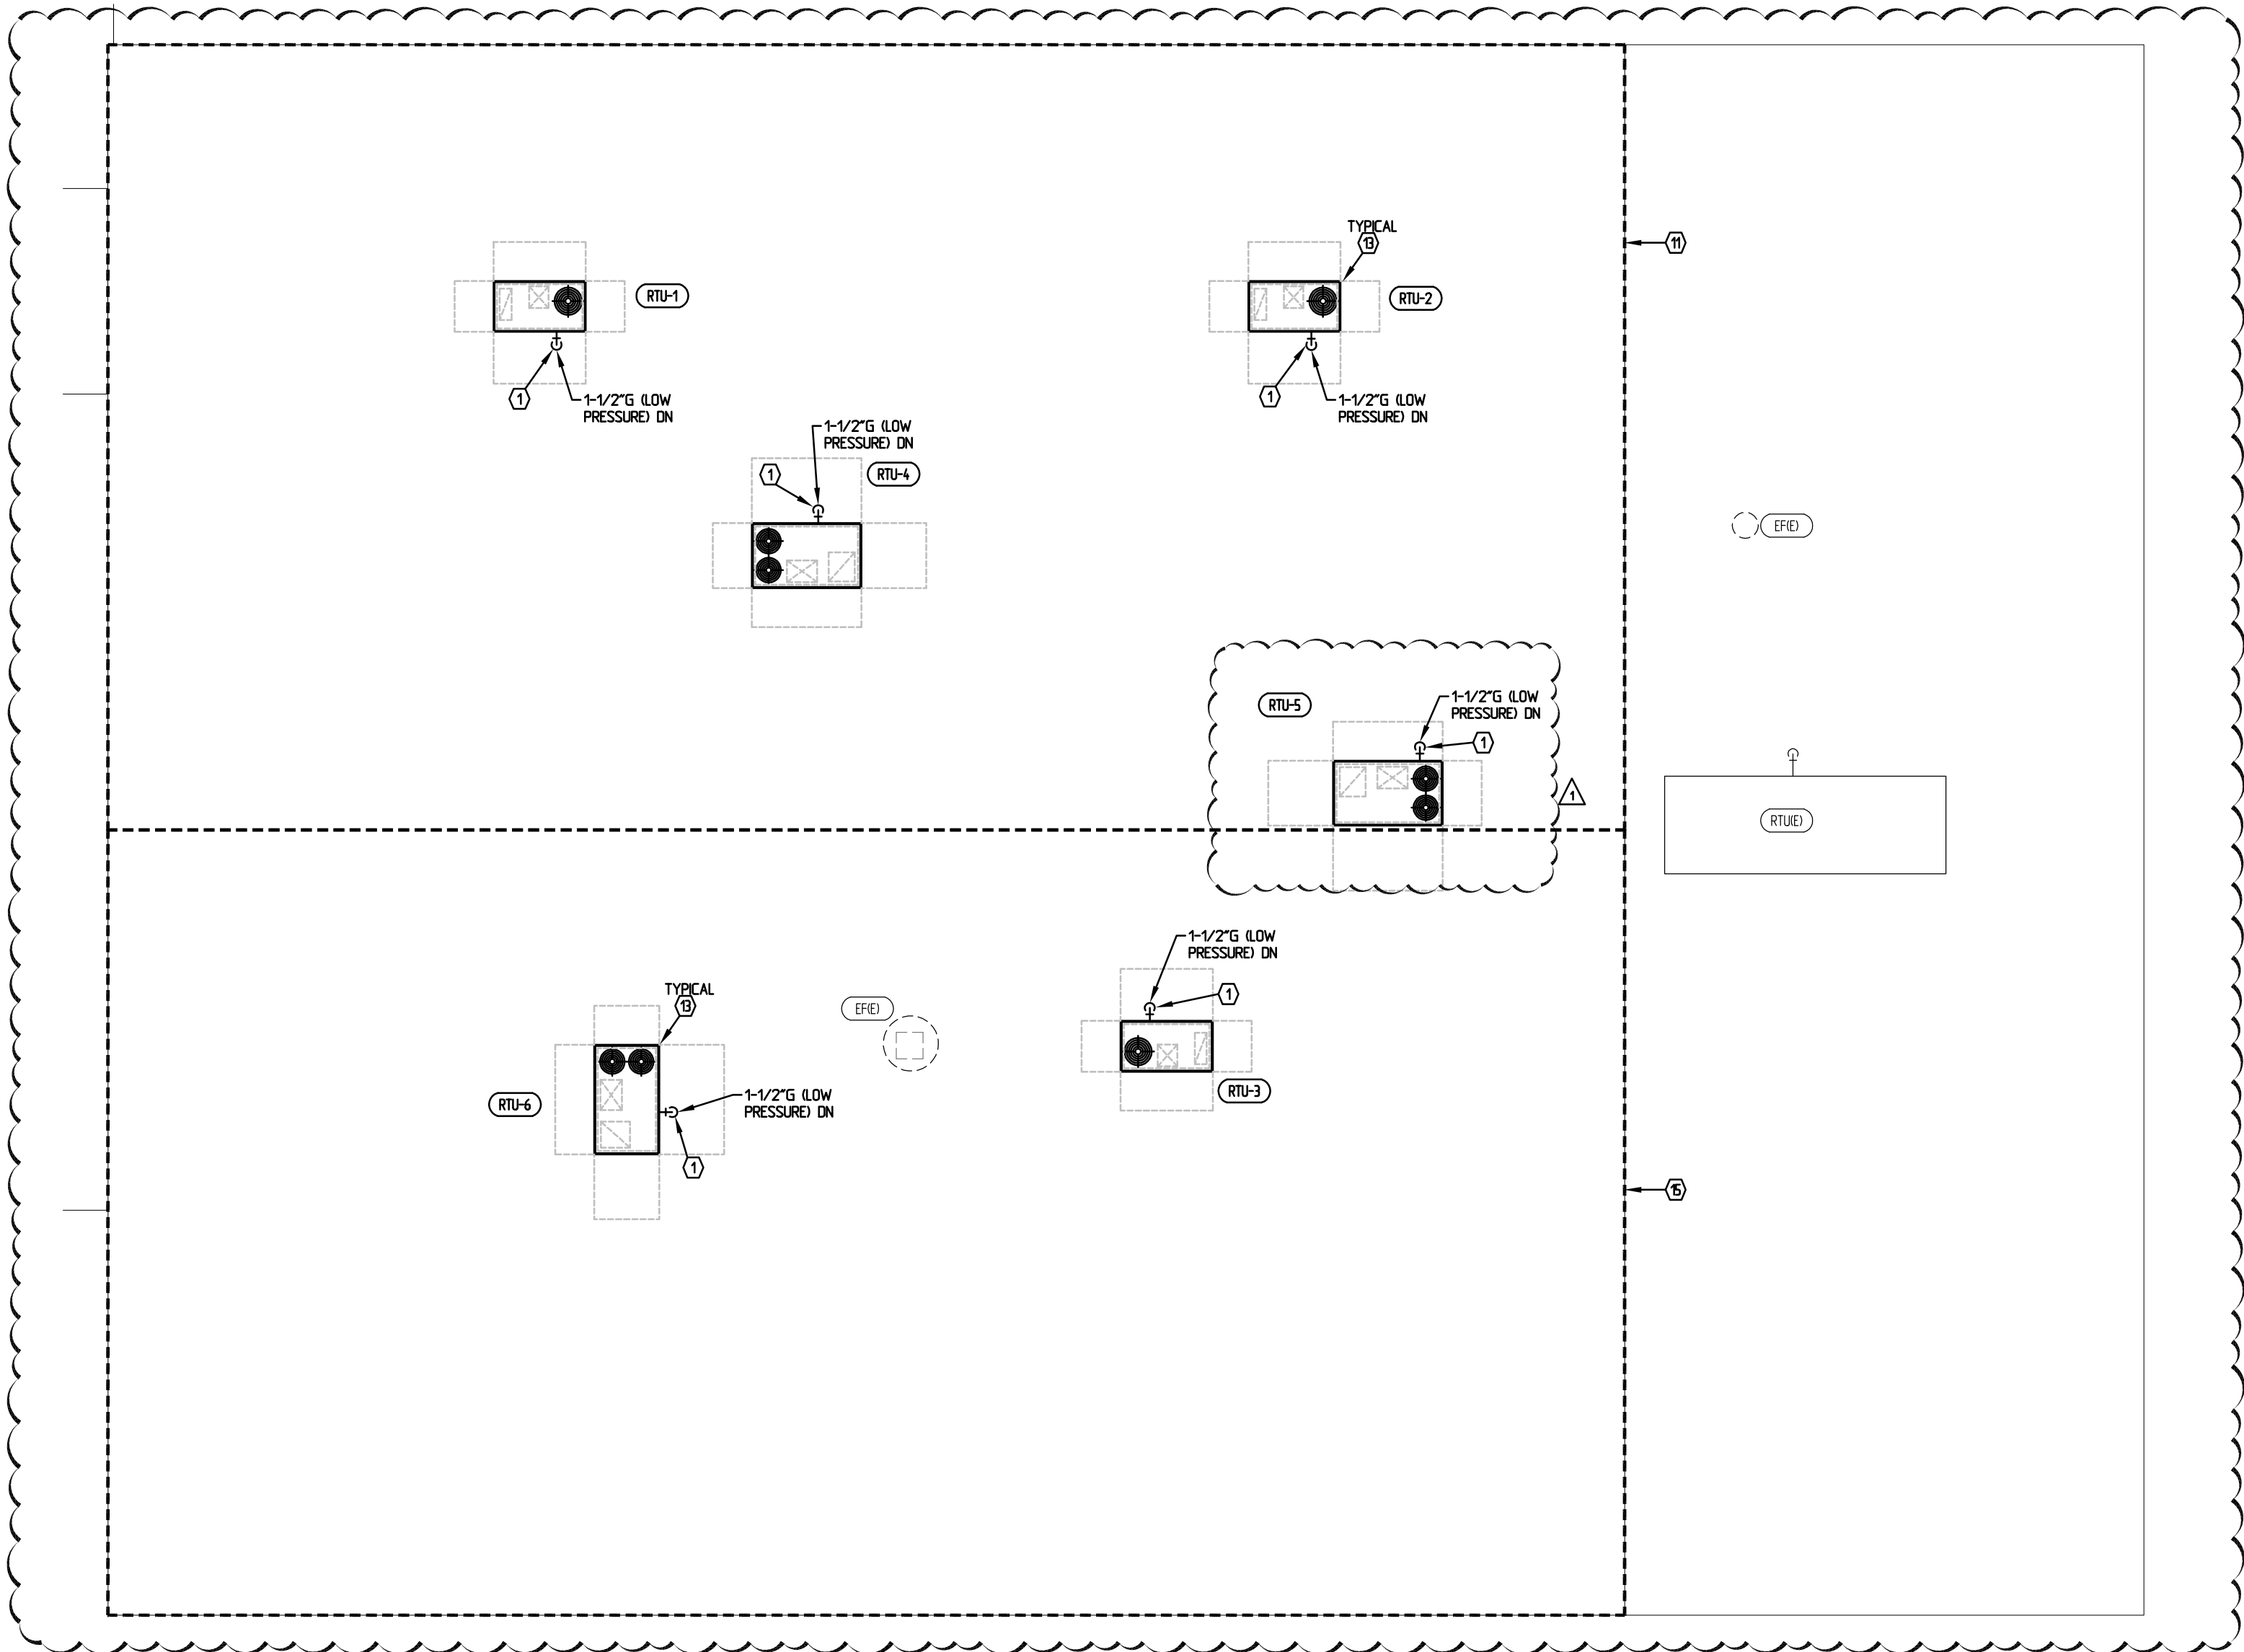 TYPICAL
13
11
RTU-1
RTU-2
1
1-1/2"G (LOW
PRESSURE) DN
1
1-1/2"G (LOW
PRESSURE) DN
1-1/2"G (LOW
PRESSURE) DN
1
RTU-4
EF(E)
RTU-5
1-1/2"G (LOW
PRESSURE) DN
1
1
RTU(E)
1-1/2"G (LOW
PRESSURE) DN
1
TYPICAL
13
EF(E)
RTU-3
RTU-6
1-1/2"G (LOW
PRESSURE) DN
1
15